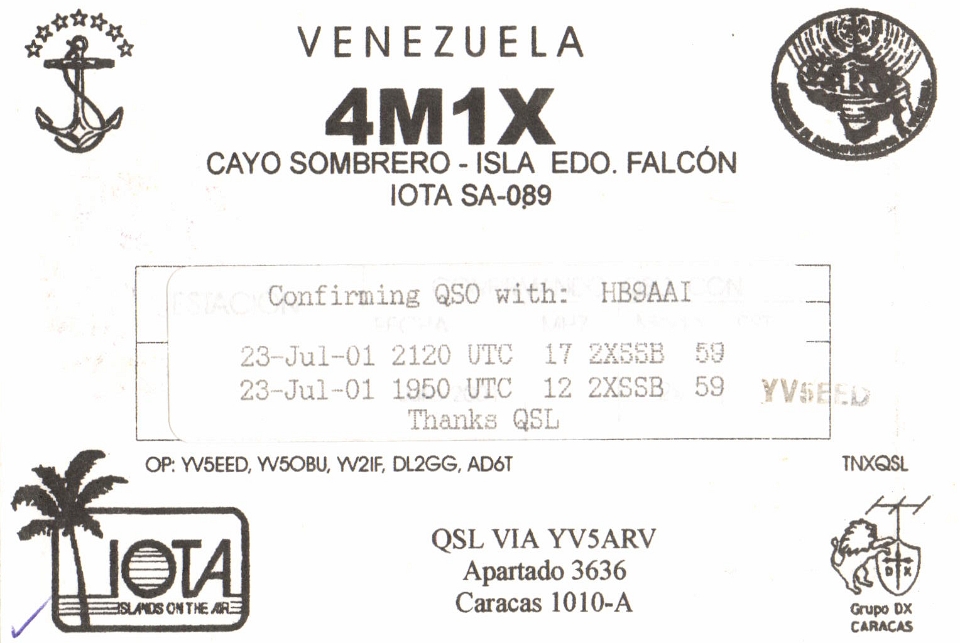 VENEZUELA
4M1X
CAYO SOMBRERO - ISLA EDO. FALCÓN
IOTA SA-089
ESTACION
Confirming QSO with: HB9AAI
23-Jul-01 2120 UTC 17 2XSSB 59
23-Jul-01 1950 UTC 12 2XSSB 59
YV5EED
Thanks QSL
OP: YV5EED, YV5OBU, YV2IF, DL2GG, AD6T
TNXQSL
IOTA
ISLANDS ON THE AIR
QSL VIA YV5ARV
Apartado 3636
Caracas 1010-A
D X
Grupo DX
CARACAS